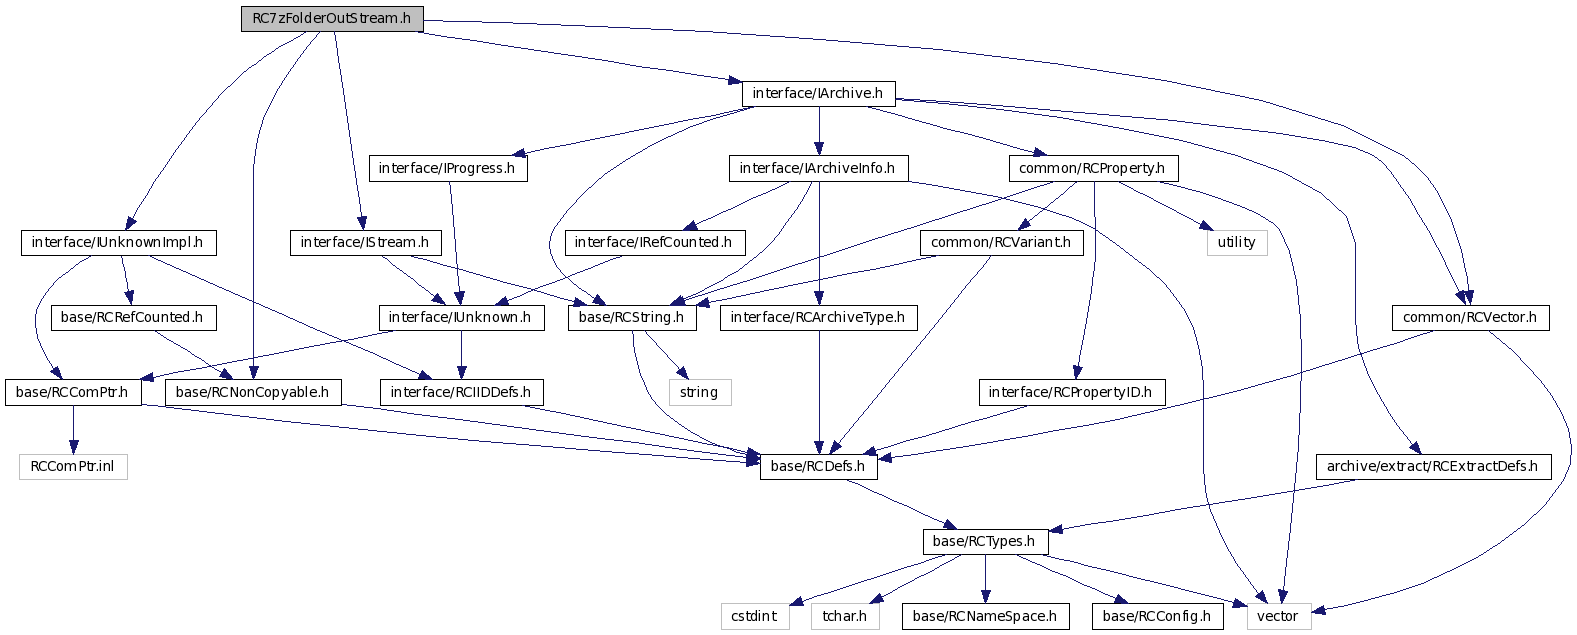 RC7zFolderOutStream.h
interface/IArchive.h
interface/IProgress.h
interface/IArchiveInfo.h
common/RCProperty.h
interface/IUnknownImpl.h
interface/IStream.h
interface/IRefCounted.h
common/RCVariant.h
utility
base/RCRefCounted.h
interface/IUnknown.h
base/RCString.h
interface/RCArchiveType.h
common/RCVector.h
base/RCComPtr.h
base/RCNonCopyable.h
interface/RCIIDDefs.h
string
interface/RCPropertyID.h
RCComPtr.inl
base/RCDefs.h
archive/extract/RCExtractDefs.h
base/RCTypes.h
cstdint
tchar.h
base/RCNameSpace.h
base/RCConfig.h
vector